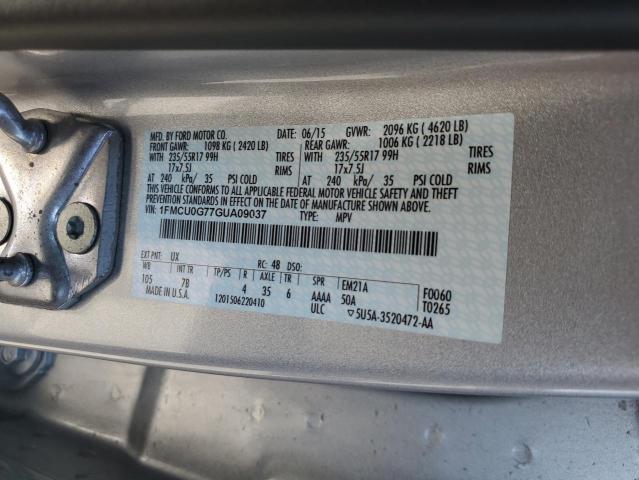 MFD. BY FORD MOTOR CO.
DATE: 06/15 GVWR: 2096 KG ( 4620 LB)
FRONT GAWR: 1098 KG ( 2420 LB) REAR GAWR: 1006 KG ( 2218 LB)
WITH 235/55R17 99H TIRES WITH 235/55R17 99H TIRES
17x7.5J RIMS 17x7.5J RIMS
AT 240 kPa/ 35 PSI COLD AT 240 kPa/ 35 PSI COLD
THIS VEHICLE CONFORMS TO ALL APPLICABLE FEDERAL MOTOR VEHICLE SAFETY AND BUMPER
STANDARDS IN EFFECT ON THE DATE OF MANUFACTURE SHOWN ABOVE.
VIN: 1FMCU0G77GUA09037 TYPE: MPV
EXT PNT: UX RC: 48 DSO:
WB TP/PS R AXLE TR SPR EM21A F0060
105 7B 4 35 6 AAAA 50A T0265
MADE IN U.S.A. 1201506220410 ULC ▽5U5A-3520472-AA